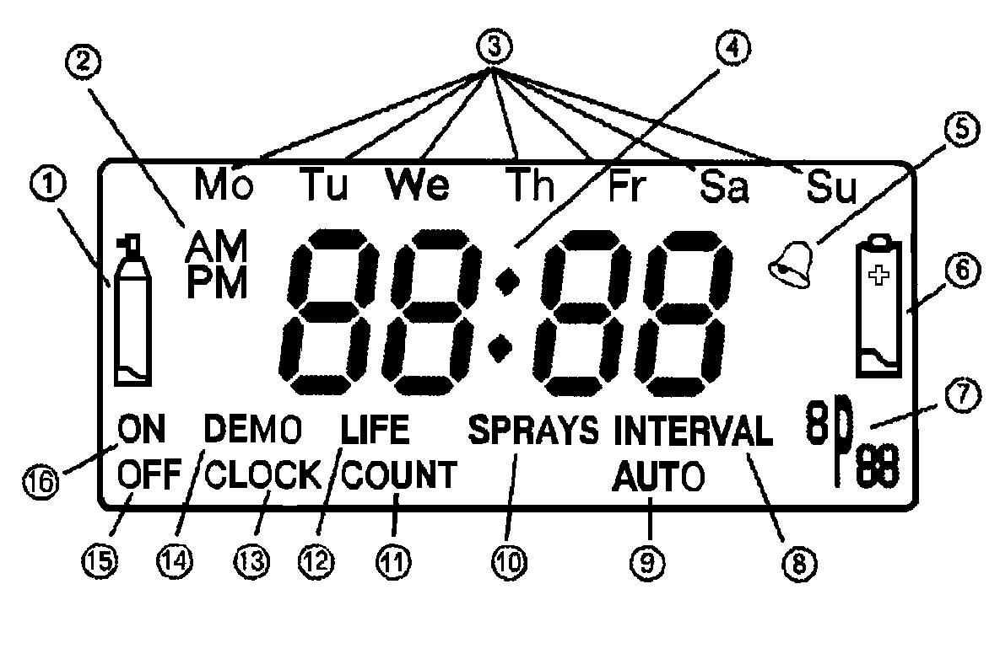 ③ ④
②
⑤
① Mo Tu We Th Fr Sa Su
AM 88:88
PM
⑥
⑦
ON DEMO LIFE SPRAYS INTERVAL 8P
OFF CLOCK COUNT AUTO 88
⑯
⑮ ⑭ ⑬ ⑫ ⑪ ⑩ ⑨ ⑧